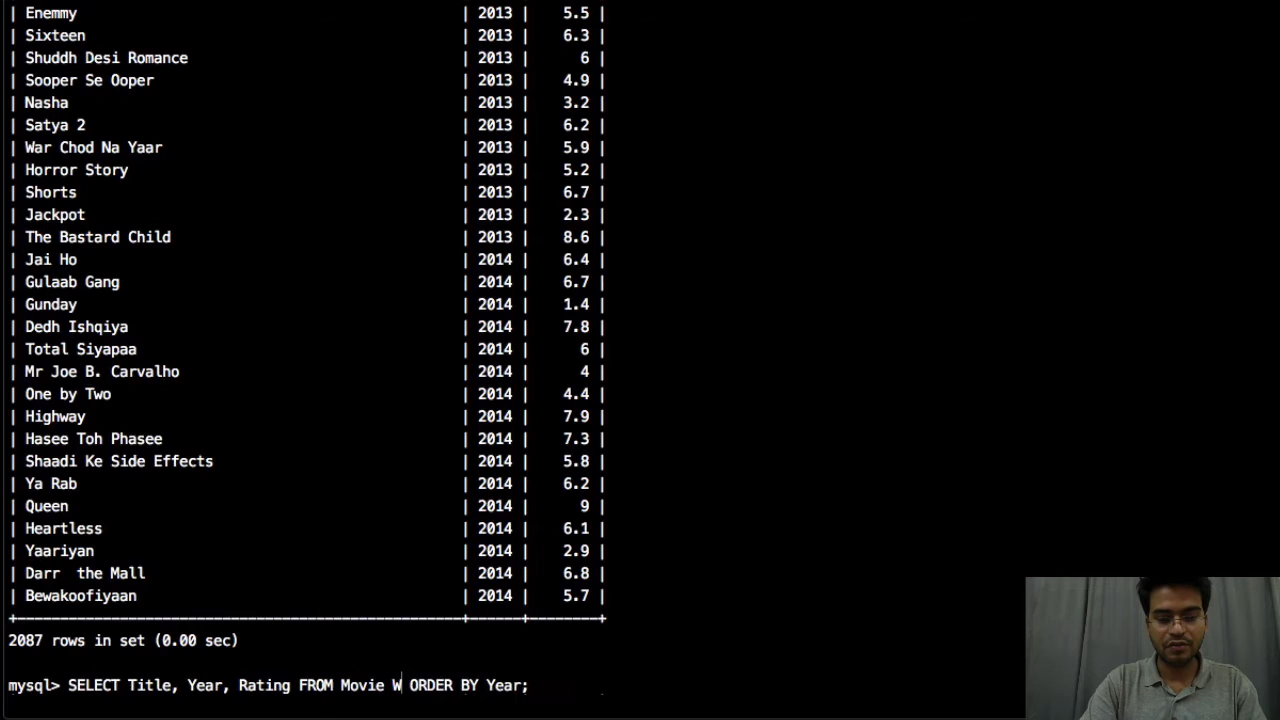 | Enemmy | 2013 | 5.5 |
| Sixteen | 2013 | 6.3 |
| Shuddh Desi Romance | 2013 | 6 |
| Sooper Se Ooper | 2013 | 4.9 |
| Nasha | 2013 | 3.2 |
| Satya 2 | 2013 | 6.2 |
| War Chod Na Yaar | 2013 | 5.9 |
| Horror Story | 2013 | 5.2 |
| Shorts | 2013 | 6.7 |
| Jackpot | 2013 | 2.3 |
| The Bastard Child | 2013 | 8.6 |
| Jai Ho | 2014 | 6.4 |
| Gulaab Gang | 2014 | 6.7 |
| Gunday | 2014 | 1.4 |
| Dedh Ishqiya | 2014 | 7.8 |
| Total Siyapaa | 2014 | 6 |
| Mr Joe B. Carvalho | 2014 | 4 |
| One by Two | 2014 | 4.4 |
| Highway | 2014 | 7.9 |
| Hasee Toh Phasee | 2014 | 7.3 |
| Shaadi Ke Side Effects | 2014 | 5.8 |
| Ya Rab | 2014 | 6.2 |
| Queen | 2014 | 9 |
| Heartless | 2014 | 6.1 |
| Yaariyan | 2014 | 2.9 |
| Darr  the Mall | 2014 | 6.8 |
| Bewakoofiyaan | 2014 | 5.7 |
2087 rows in set (0.00 sec)
mysql> SELECT Title, Year, Rating FROM Movie W ORDER BY Year;